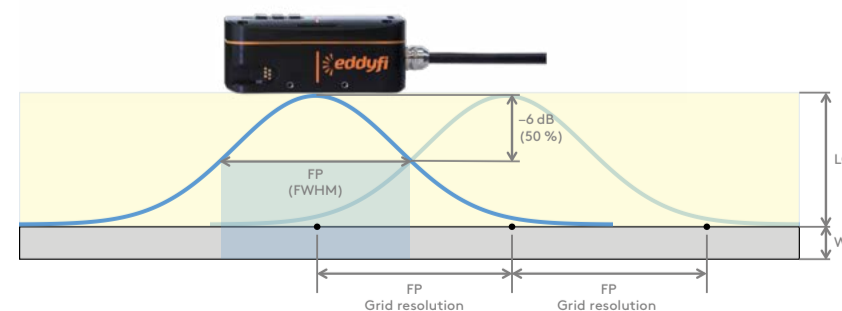 eddyfi
–6 dB
(50 %)
FP
(FWHM)
L
W
FP
Grid resolution
FP
Grid resolution